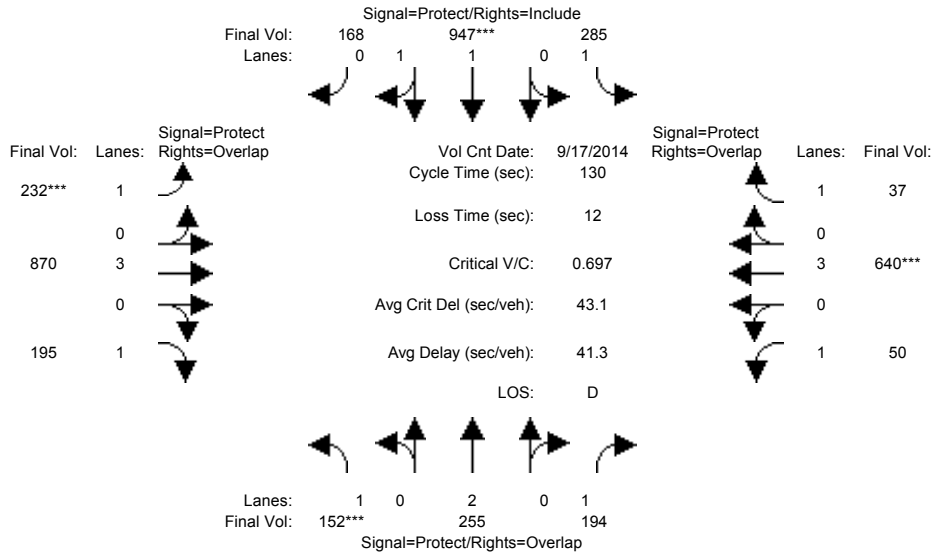 Signal=Protect/Rights=Include
Final Vol: 168 947*** 285
Lanes: 0 1 1 0 1
Signal=Protect
Final Vol: Lanes: Rights=Overlap
Vol Cnt Date: 9/17/2014
Signal=Protect
Rights=Overlap Lanes: Final Vol:
Cycle Time (sec): 130
232*** 1
1 37
Loss Time (sec): 12
0
0
870 3
Critical V/C: 0.697
3 640***
0
Avg Crit Del (sec/veh): 43.1
0
195 1
Avg Delay (sec/veh): 41.3
1 50
LOS: D
Lanes: 1 0 2 0 1
Final Vol: 152*** 255 194
Signal=Protect/Rights=Overlap